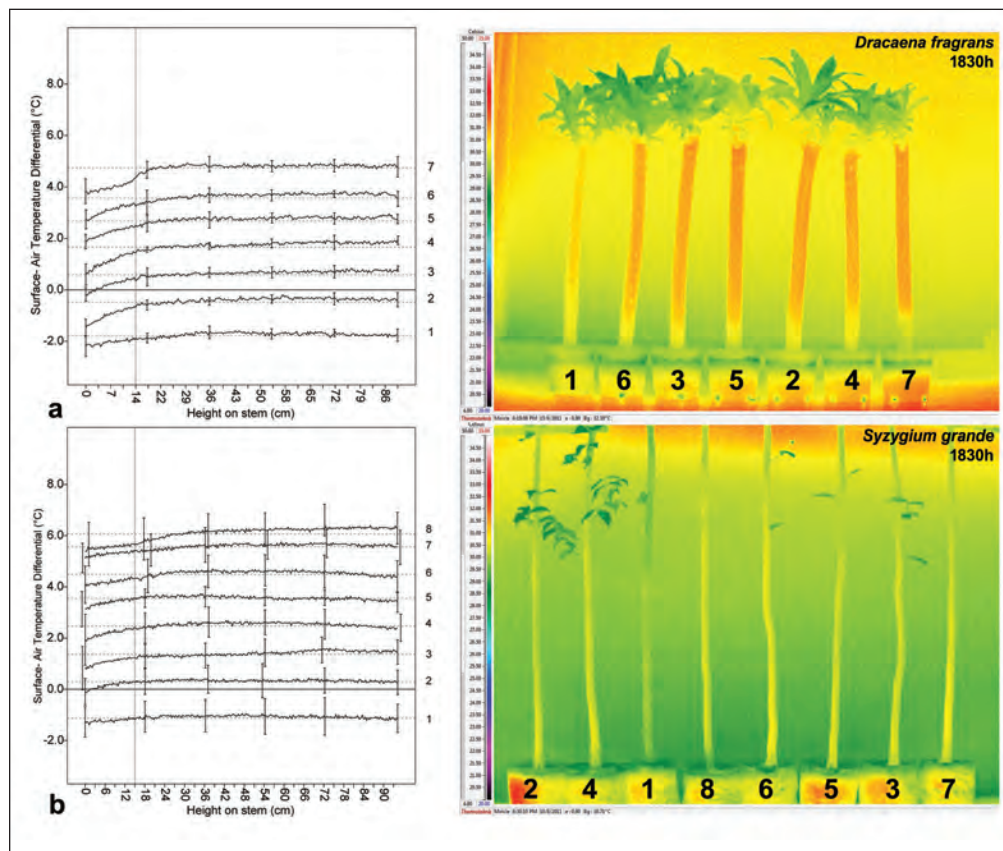 8.0
6.0
4.0
2.0
0.0
-2.0
Surface- Air Temperature Differential (°C)
7
6
5
4
3
2
1
0 7 14 18 29 36 43 49 54 65 72 79 86
Height on stem (cm)
a
Dracaena fragrans
1830h
1 6 3 5 2 4 7
8.0
6.0
4.0
2.0
0.0
-2.0
Surface- Air Temperature Differential (°C)
8
7
6
5
4
3
2
1
0 6 12 18 24 30 36 42 48 54 60 66 72 78 84 90
Height on stem (cm)
b
Syzygium grande
1830h
2 4 1 8 6 5 3 7